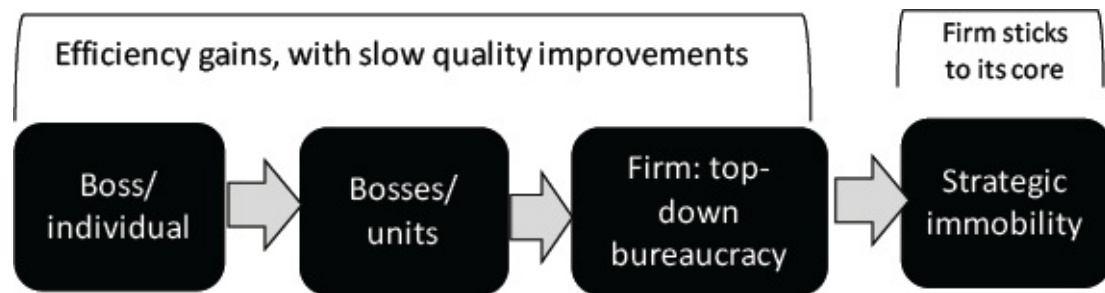 Efficiency gains, with slow quality improvements
Firm sticks
to its core
Boss/
individual
Bosses/
units
Firm: top-
down
bureaucracy
Strategic
immobility